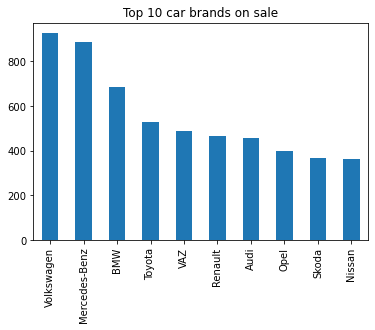 Top 10 car brands on sale
800
600
400
200
0
Volkswagen
Mercedes-Benz
BMW
Toyota
VAZ
Renault
Audi
Opel
Skoda
Nissan